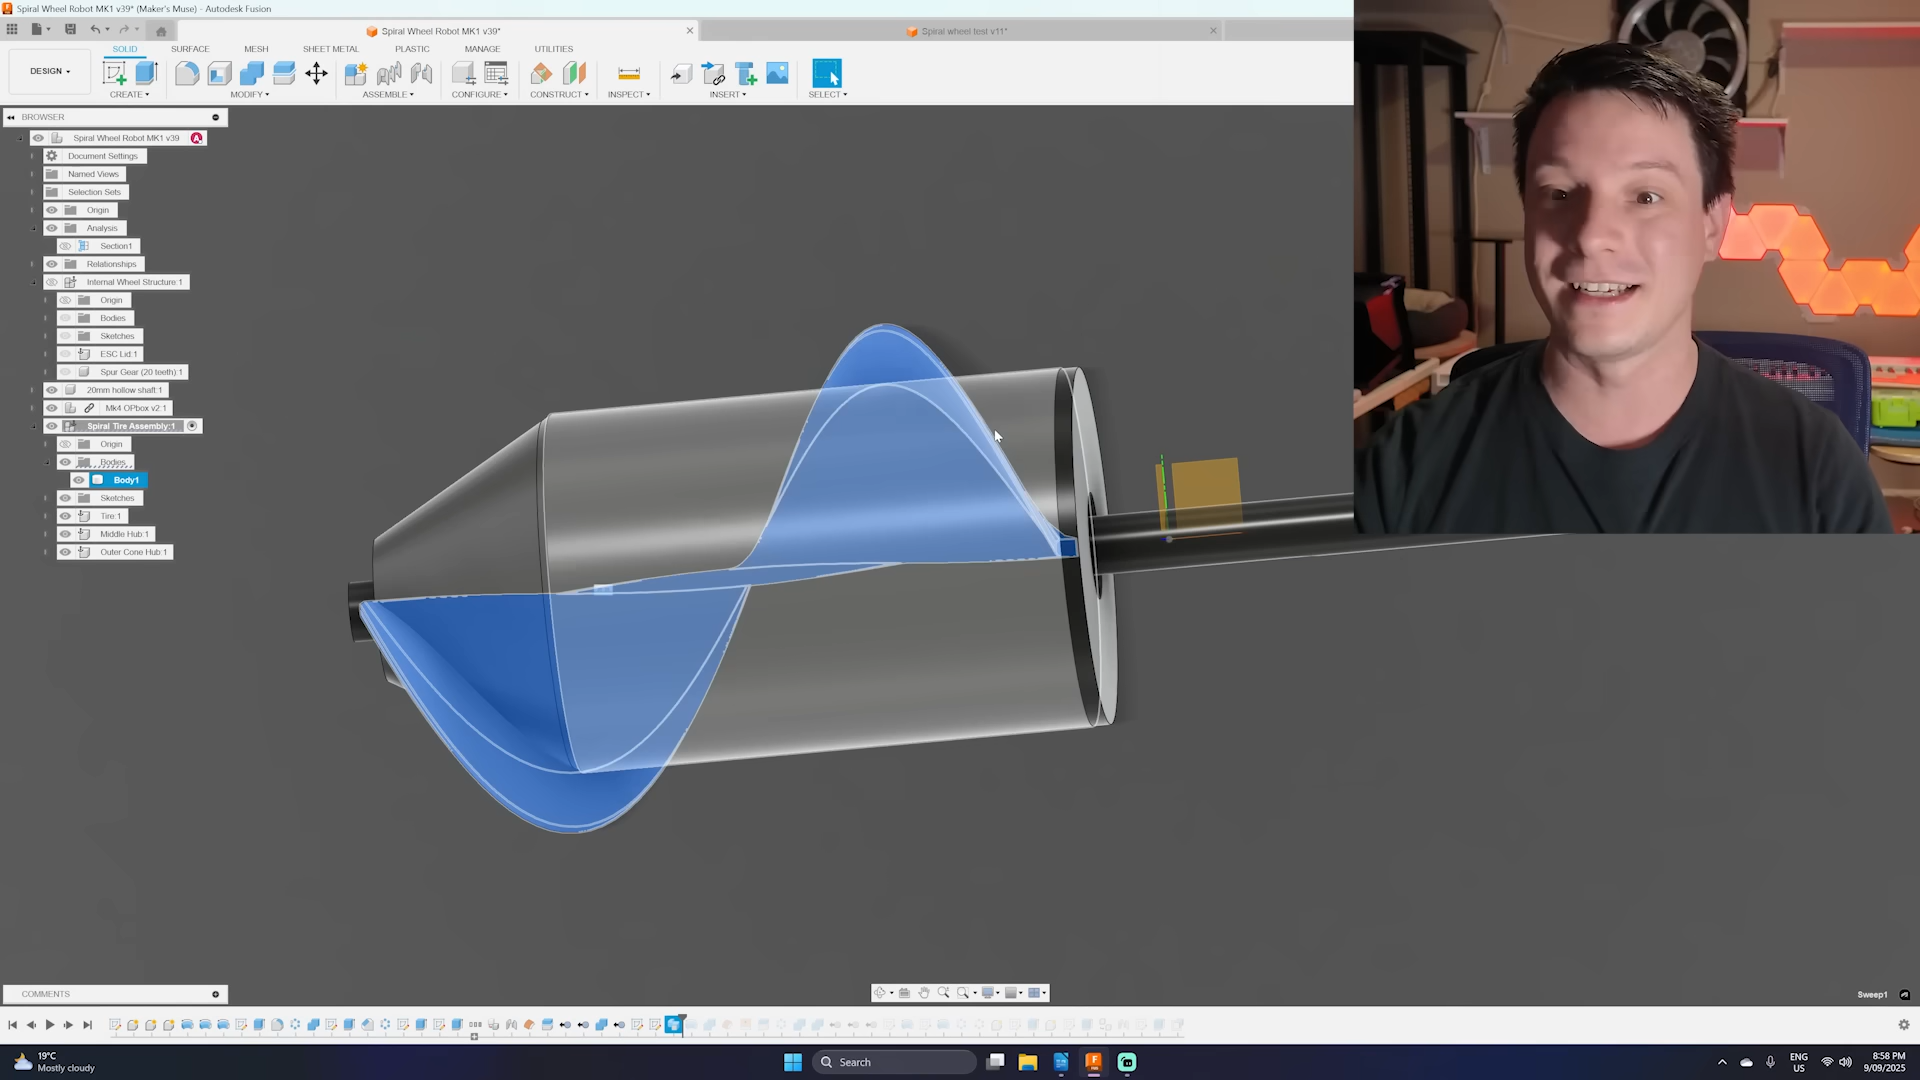 Spiral Wheel Robot MK1 v39* (Maker's Muse) - Autodesk Fusion
Spiral Wheel Robot MK1 v39*
Spiral wheel test v11*
SOLID SURFACE MESH SHEET METAL PLASTIC MANAGE UTILITIES
DESIGN
CREATE MODIFY ASSEMBLE CONFIGURE CONSTRUCT INSPECT INSERT SELECT
BROWSER
Spiral Wheel Robot MK1 v39
Document Settings
Named Views
Selection Sets
Origin
Analysis
Section1
Relationships
Internal Wheel Structure:1
Origin
Bodies
Sketches
ESC Lid:1
Spur Gear (20 teeth):1
20mm hollow shaft:1
Mk4 OPbox v2:1
Spiral Tire Assembly:1
Origin
Bodies
Body1
Sketches
Tire:1
Middle Hub:1
Outer Cone Hub:1
COMMENTS
Sweep1
19°C
Mostly cloudy
Search
ENG
US
8:58 PM
9/09/2025